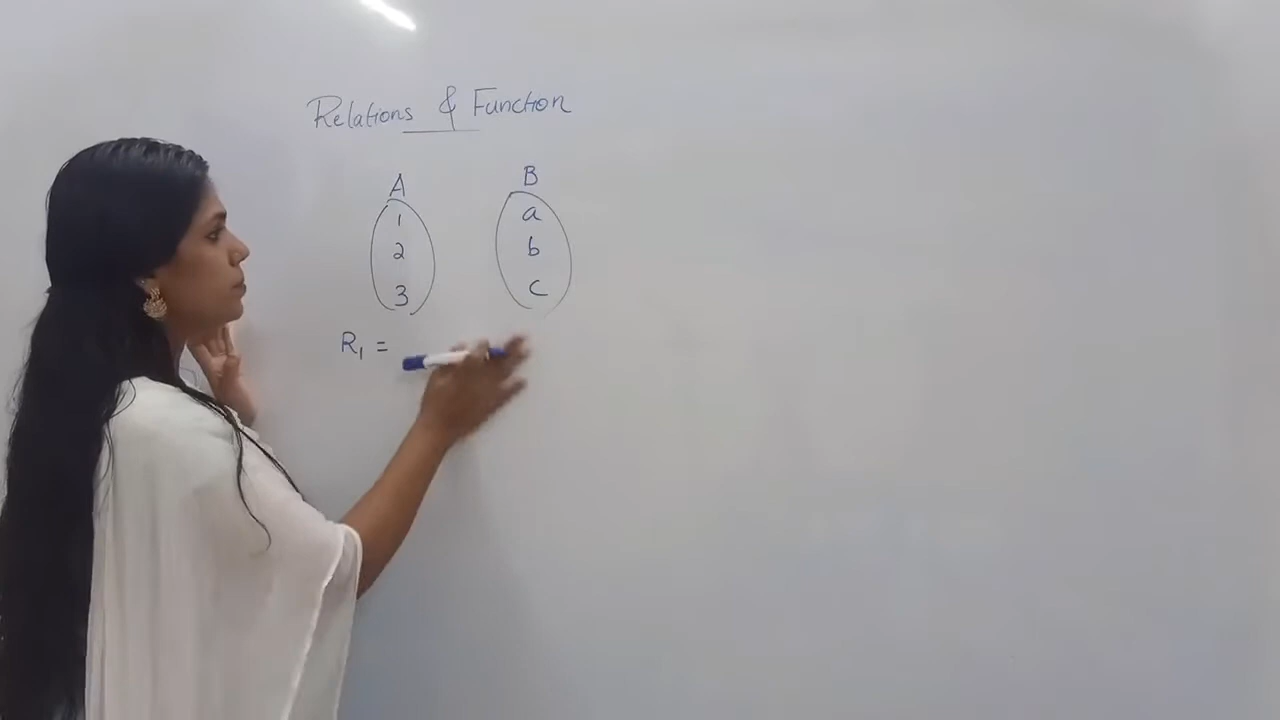 Relations & Function
A B
1 a
2 b
3 c
R₁ =